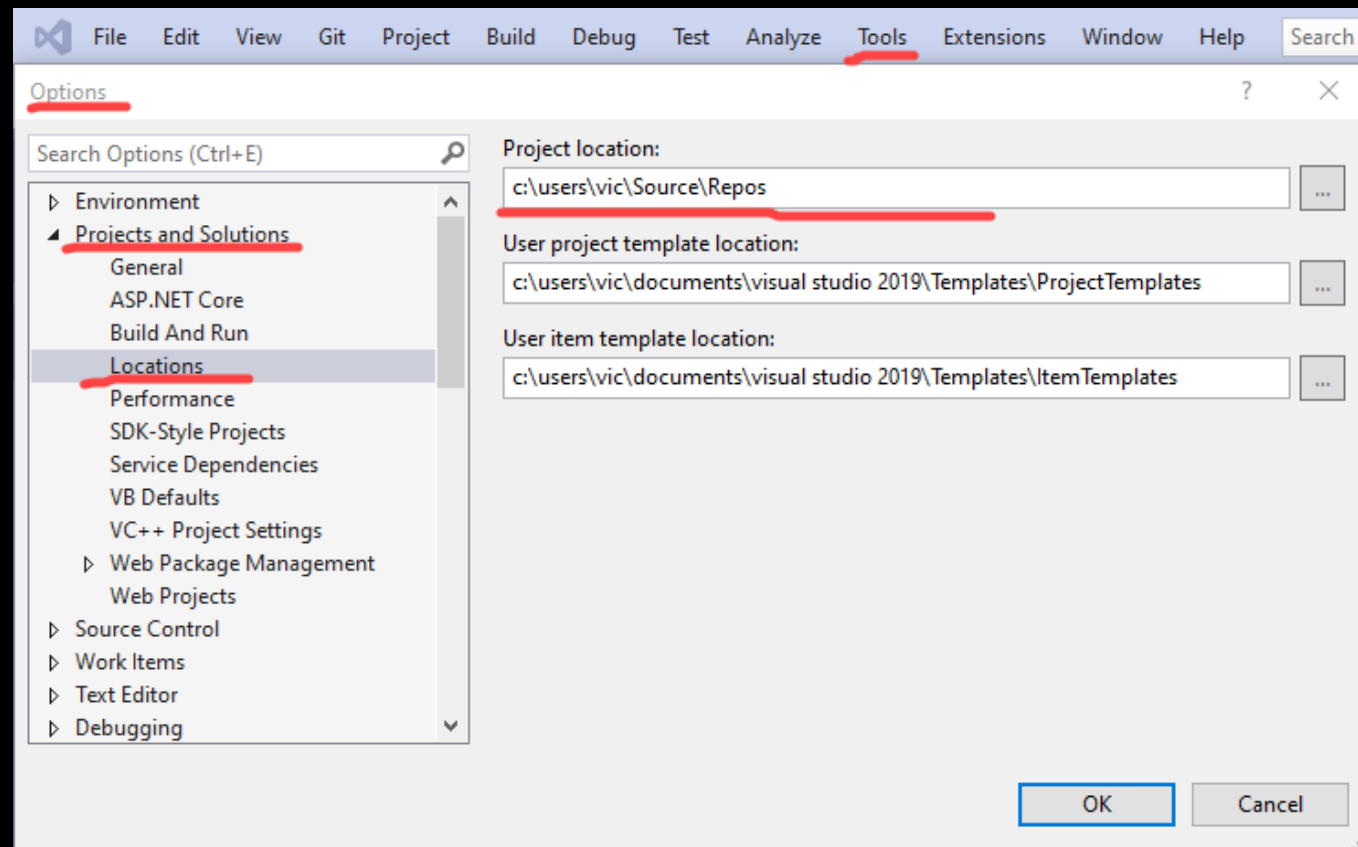 File Edit View Git Project Build Debug Test Analyze Tools Extensions Window Help Search
Options
?
Search Options (Ctrl+E)
Environment
Projects and Solutions
General
ASP.NET Core
Build And Run
Locations
Performance
SDK-Style Projects
Service Dependencies
VB Defaults
VC++ Project Settings
Web Package Management
Web Projects
Source Control
Work Items
Text Editor
Debugging
Project location:
c:\users\vic\Source\Repos
...
User project template location:
c:\users\vic\documents\visual studio 2019\Templates\ProjectTemplates
...
User item template location:
c:\users\vic\documents\visual studio 2019\Templates\ItemTemplates
...
OK Cancel